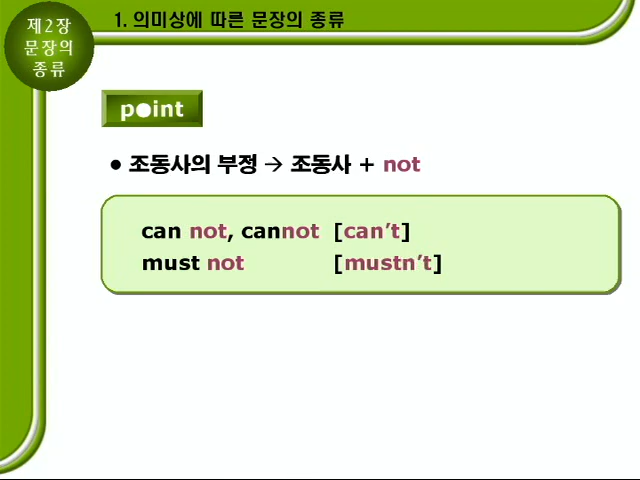 제2장
문장의
종류
1. 의미상에 따른 문장의 종류
point
● 조동사의 부정 → 조동사 + not
can not, cannot [can't]
must not [mustn't]